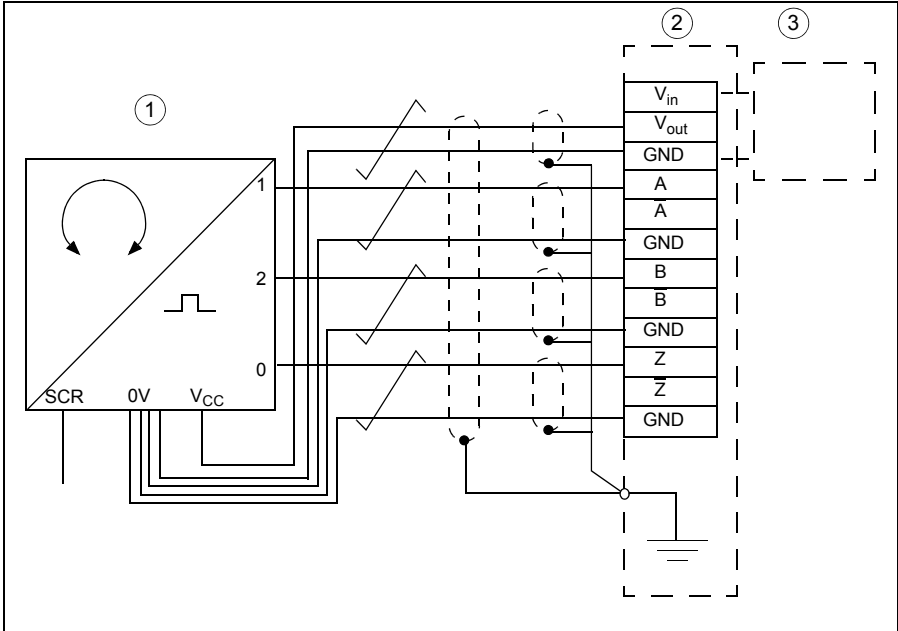 ① ② ③
V_in
V_out
GND
1 A
A̅
GND
2 B
B̅
GND
0 Z
Z̅
GND
SCR 0V V_CC